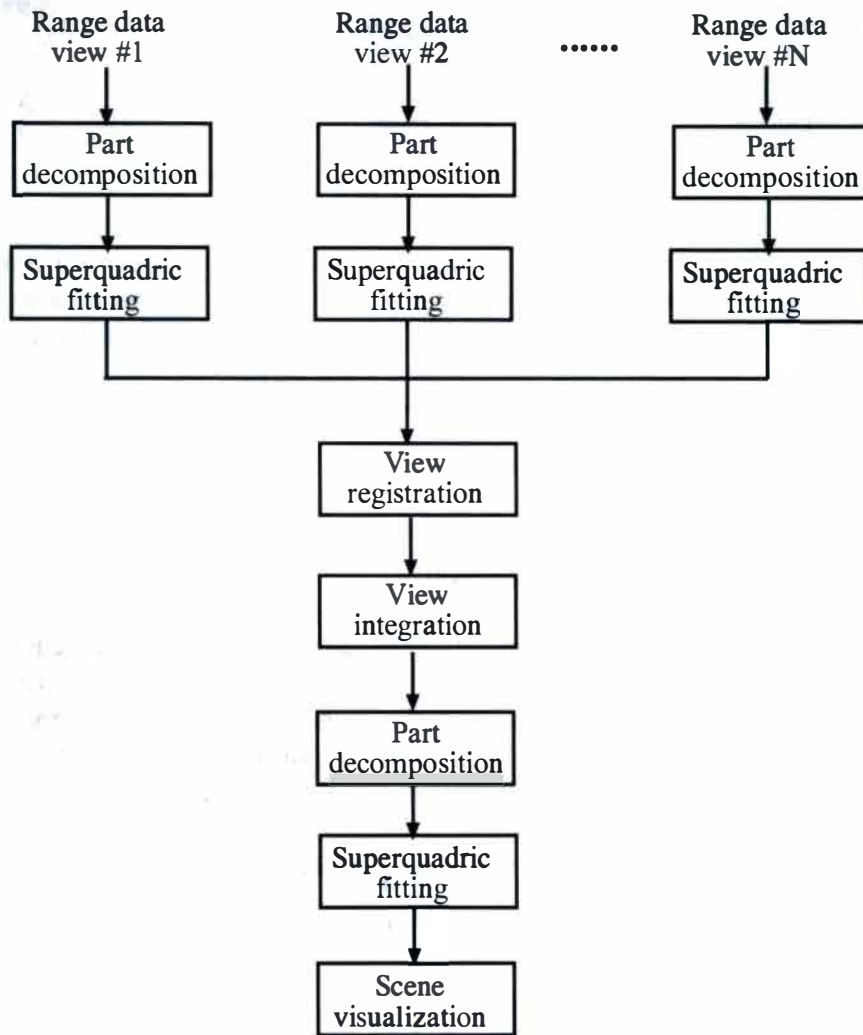 Range data
view #1
Range data
view #2
......
Range data
view #N
Part
decomposition
Part
decomposition
Part
decomposition
Superquadric
fitting
Superquadric
fitting
Superquadric
fitting
View
registration
View
integration
Part
decomposition
Superquadric
fitting
Scene
visualization